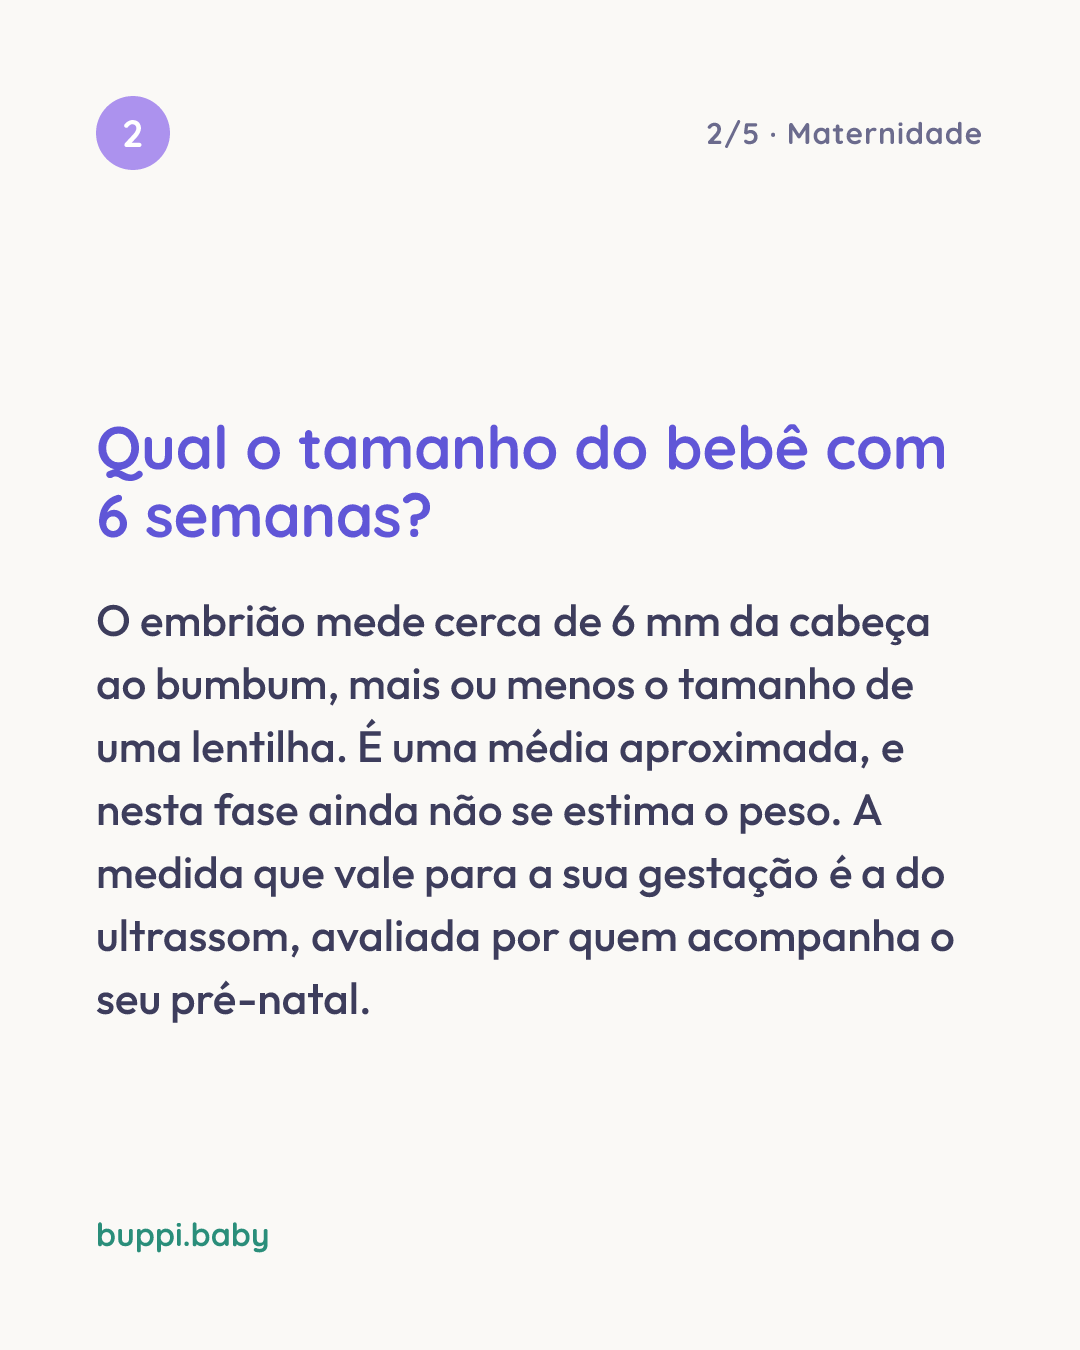 2
2/5 · Maternidade
Qual o tamanho do bebê com
6 semanas?
O embrião mede cerca de 6 mm da cabeça
ao bumbum, mais ou menos o tamanho de
uma lentilha. É uma média aproximada, e
nesta fase ainda não se estima o peso. A
medida que vale para a sua gestação é a do
ultrassom, avaliada por quem acompanha o
seu pré-natal.
buppi.baby